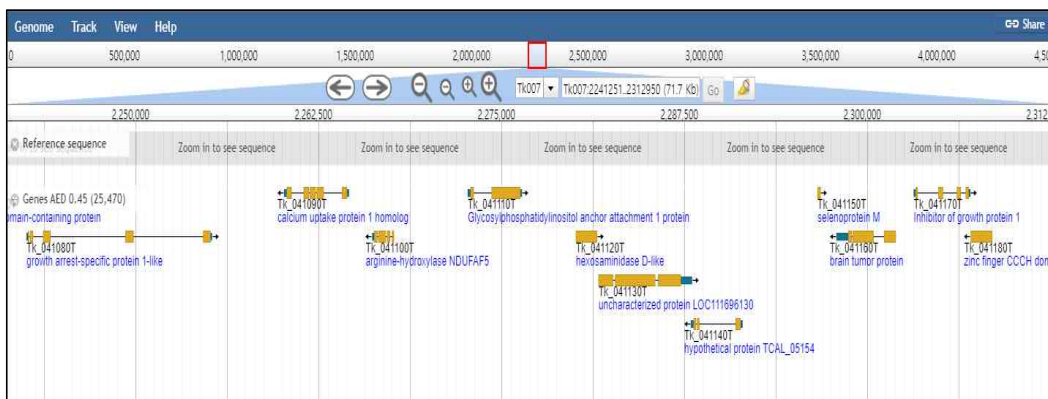 Genome Track View Help Share
0 500,000 1,000,000 1,500,000 2,000,000 2,500,000 3,000,000 3,500,000 4,000,000 4,50
Tk007 Tk007:2241251..2312950 (71.7 Kb) Go
2,250,000 2,262,500 2,275,000 2,287,500 2,300,000 2,312
Reference sequence Zoom in to see sequence Zoom in to see sequence Zoom in to see sequence Zoom in to see sequence Zoom in to see sequence
Genes AED 0.45 (25,470)
omain-containing protein
Tk_041090T
calcium uptake protein 1 homolog
Tk_041110T
Glycosylphosphatidylinositol anchor attachment 1 protein
Tk_041150T
selenoprotein M
Tk_041170T
Inhibitor of growth protein 1
Tk_041080T
growth arrest-specific protein 1-like
Tk_041100T
arginine-hydroxylase NDUFAF5
Tk_041120T
hexosaminidase D-like
Tk_041160T
brain tumor protein
Tk_041180T
zinc finger CCCH dom
Tk_041130T
uncharacterized protein LOC111696130
Tk_041140T
hypothetical protein TCAL_05154